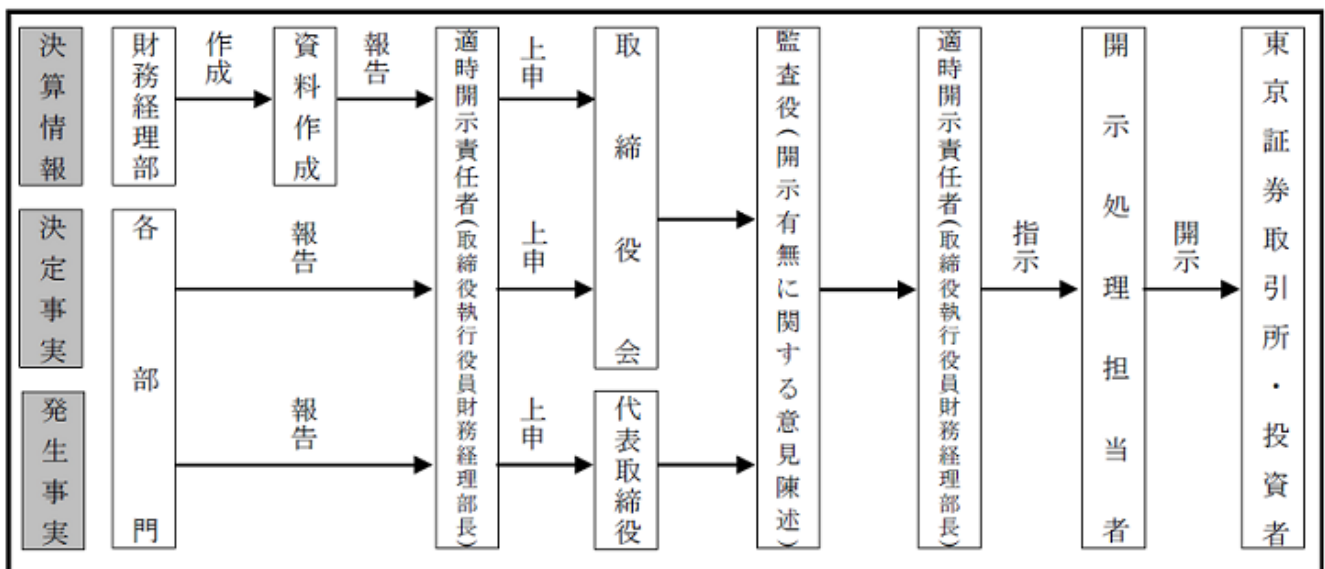 決算情報
財務経理部
作成
資料作成
報告
適時開示責任者(取締役執行役員財務経理部長)
上申
取締役会
監査役(開示有無に関する意見陳述)
適時開示責任者(取締役執行役員財務経理部長)
指示
開示処理担当者
開示
東京証券取引所・投資者
決定事実
各部門
報告
上申
発生事実
報告
上申
代表取締役